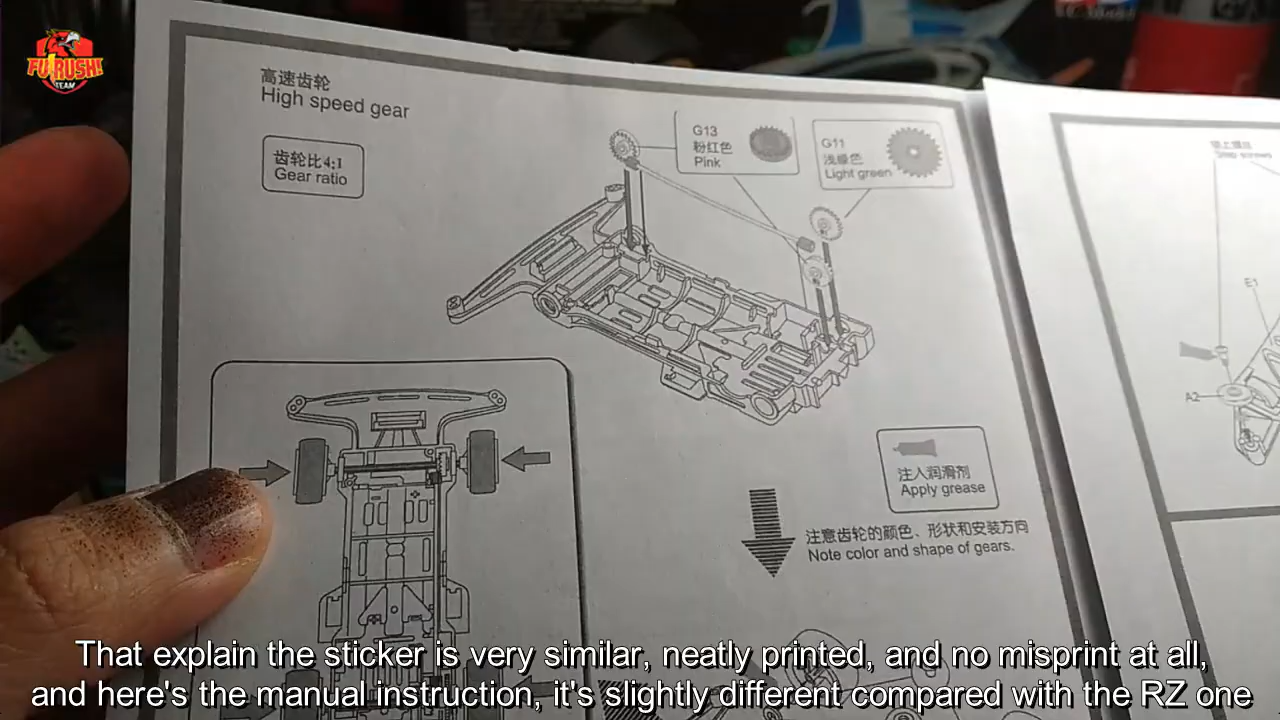 FU RUSH!
TEAM
高速齿轮
High speed gear
齿轮比4:1
Gear ratio
G13
粉红色
Pink
G11
浅绿色
Light green
注入润滑剂
Apply grease
注意齿轮的颜色、形状和安装方向
Note color and shape of gears.
E1
A2
That explain the sticker is very similar, neatly printed, and no misprint at all,
and here's the manual instruction, it's slightly different compared with the RZ one